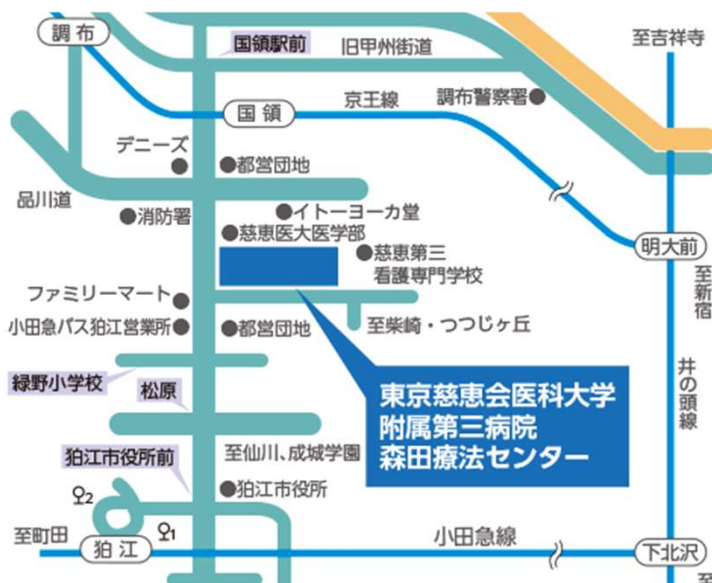 調布
国領駅前
旧甲州街道
至吉祥寺
京王線
調布警察署
国領
デニーズ
都営団地
品川道
消防署
イトーヨーカ堂
慈恵医大医学部
慈恵第三
看護専門学校
明大前
至新宿
ファミリーマート
小田急バス狛江営業所
都営団地
至柴崎・つつじヶ丘
緑野小学校
松原
井の頭線
東京慈恵会医科大学
附属第三病院
森田療法センター
狛江市役所前
至仙川、成城学園
狛江市役所
2
1
至町田
狛江
小田急線
下北沢
至